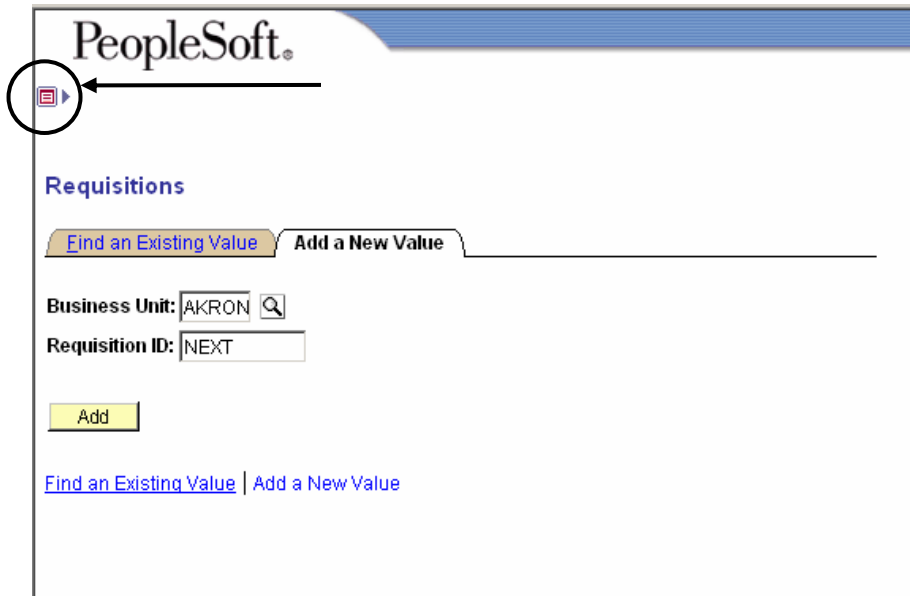 PeopleSoft®
Requisitions
Find an Existing Value Add a New Value
Business Unit: AKRON
Requisition ID: NEXT
Add
Find an Existing Value | Add a New Value